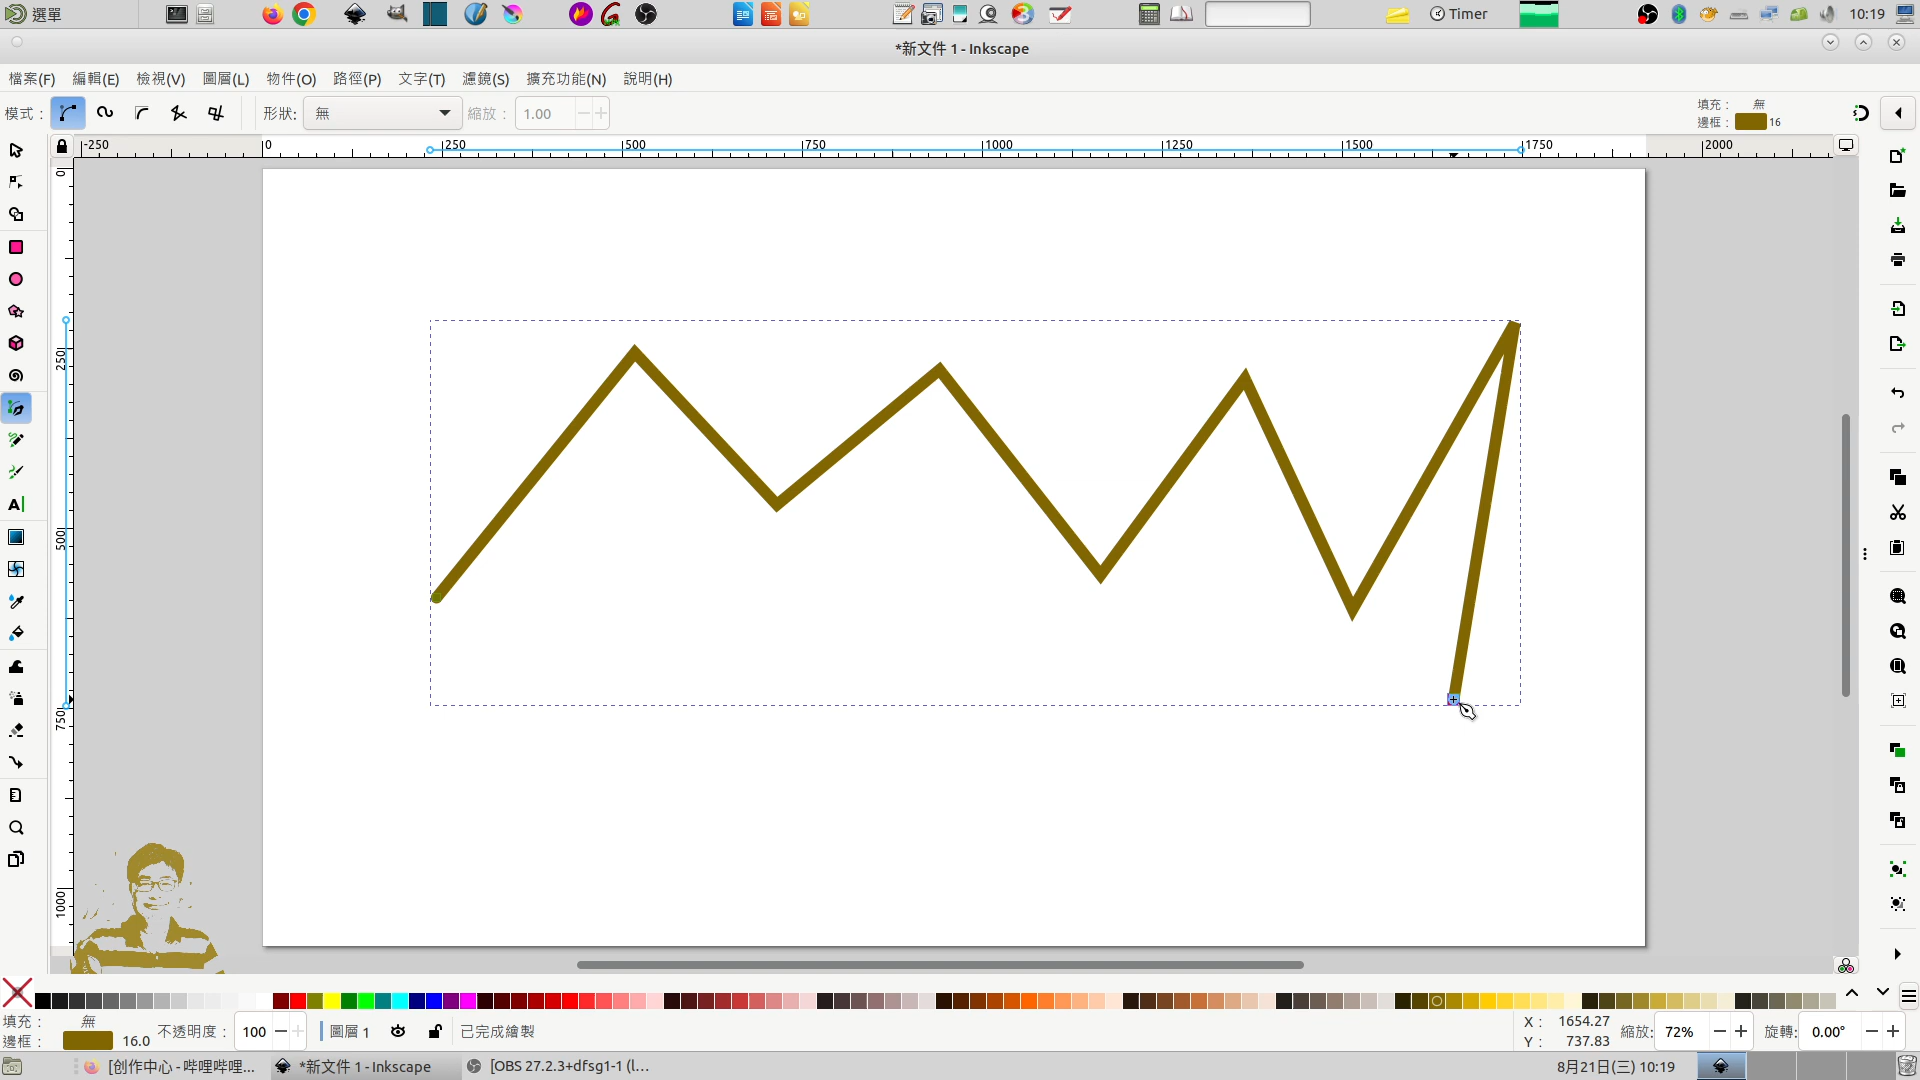 選單
Timer
10:19
*新文件 1 - Inkscape
檔案(F) 編輯(E) 檢視(V) 圖層(L) 物件(O) 路徑(P) 文字(T) 濾鏡(S) 擴充功能(N) 說明(H)
模式 : 形狀: 無 縮放 : 1.00
填充 : 無
邊框 : 16
-250 0 250 500 750 1000 1250 1500 1750 2000
0
250
500
750
1000
填充 : 無
邊框 : 16.0
不透明度 : 100 圖層 1 已完成繪製
X : 1654.27
Y : 737.83
縮放: 72% 旋轉: 0.00°
[创作中心 - 哔哩哔哩... *新文件 1 - Inkscape [OBS 27.2.3+dfsg1-1 (l... 8月21日(三) 10:19